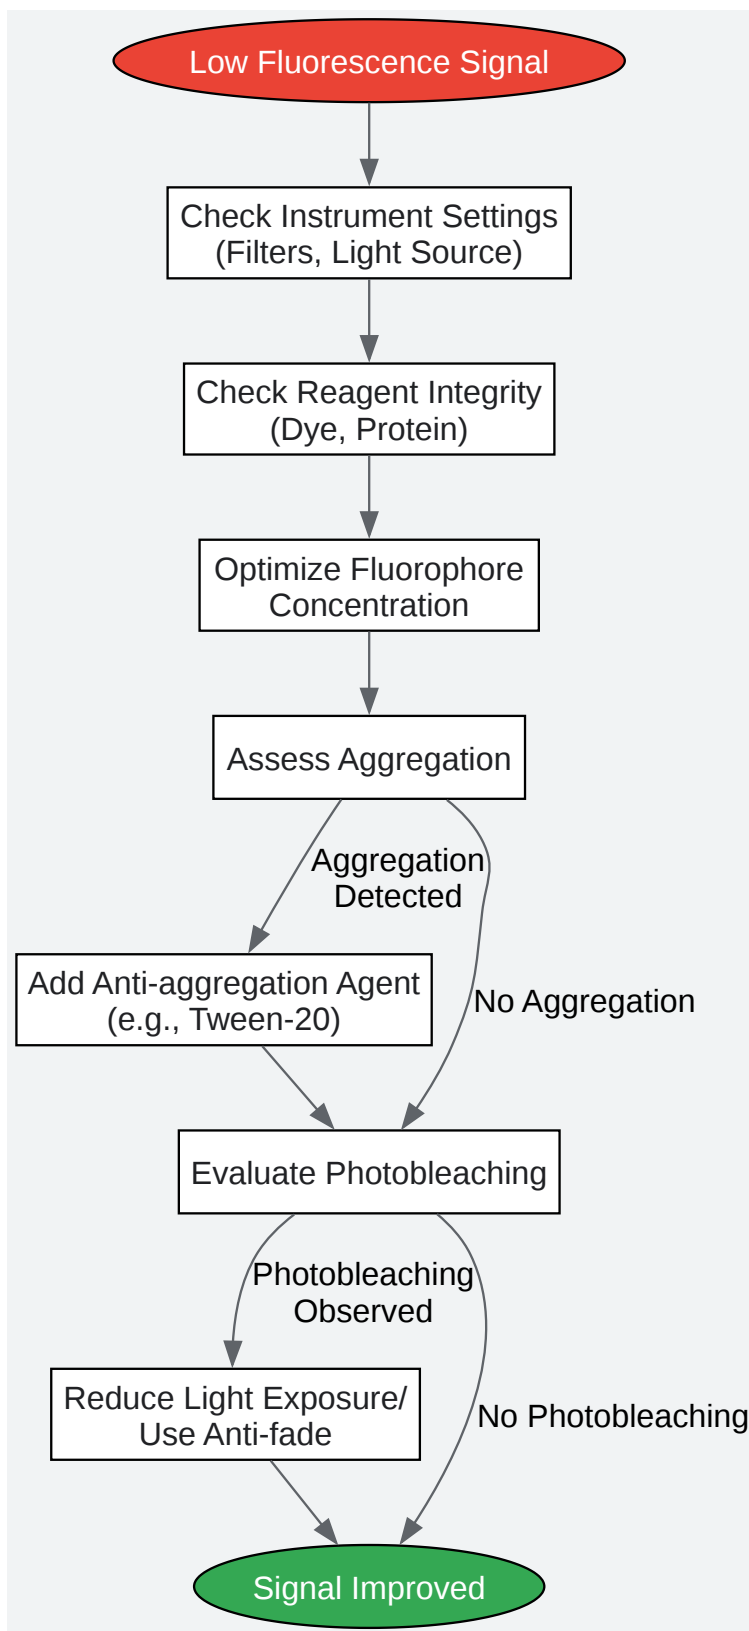 Low Fluorescence Signal
Check Instrument Settings
(Filters, Light Source)
Check Reagent Integrity
(Dye, Protein)
Optimize Fluorophore
Concentration
Assess Aggregation
Aggregation
Detected
Add Anti-aggregation Agent
(e.g., Tween-20)
No Aggregation
Evaluate Photobleaching
Photobleaching
Observed
Reduce Light Exposure/
Use Anti-fade
No Photobleaching
Signal Improved